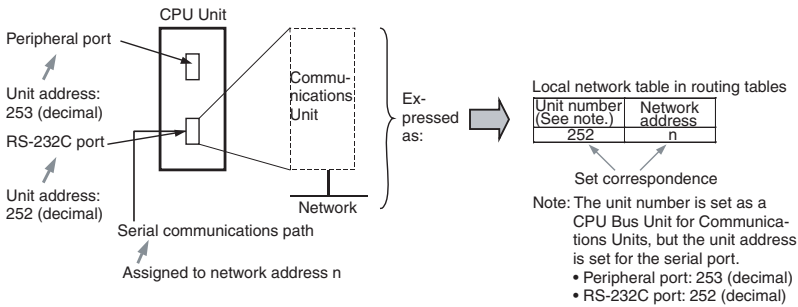 CPU Unit
Peripheral port
Unit address:
253 (decimal)
RS-232C port
Unit address:
252 (decimal)
Serial communications path
Assigned to network address n
Commu-
nications
Unit
Network
Ex-
pressed
as:
Local network table in routing tables
Unit number
(See note.)
Network
address
252
n
Set correspondence
Note: The unit number is set as a
CPU Bus Unit for Communica-
tions Units, but the unit address
is set for the serial port.
• Peripheral port: 253 (decimal)
• RS-232C port: 252 (decimal)